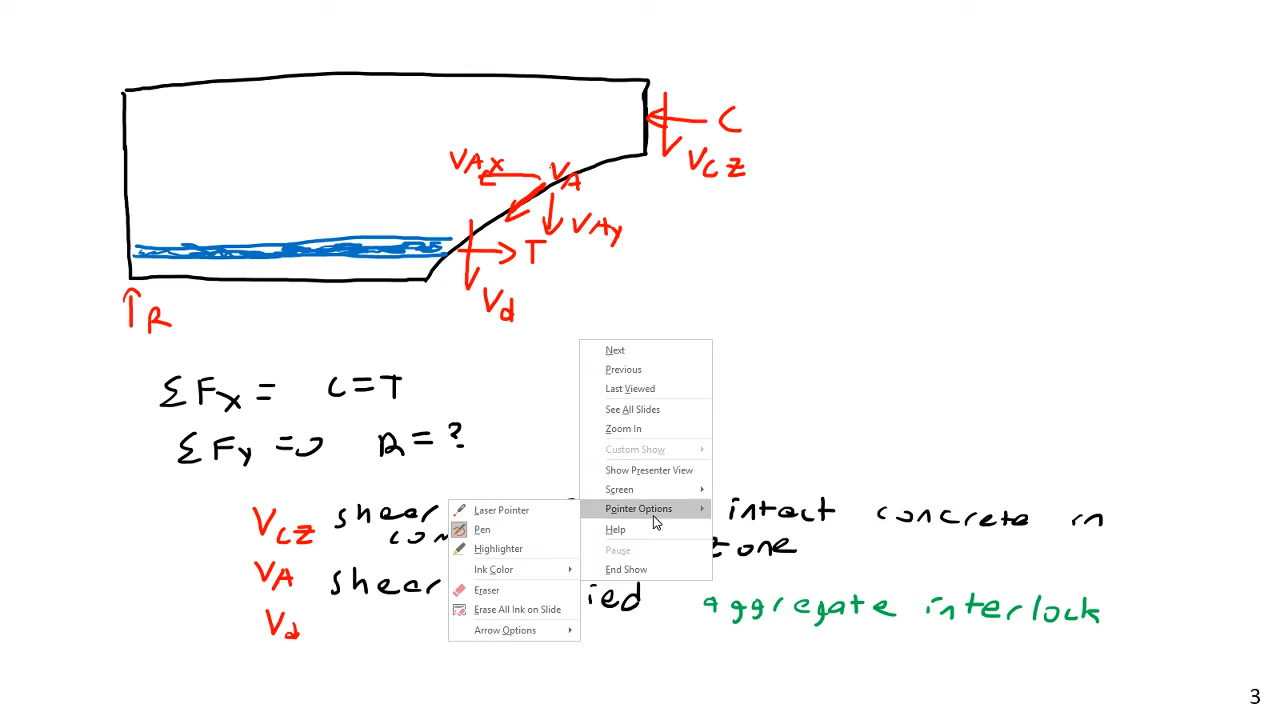 C
VCZ
VAx
VA
VAy
T
Vd
↑R
ΣFx = C=T
ΣFy =0 R=?
VCZ shear intact concrete in
zone
VA shear ied aggregate interlock
Vd
Next
Previous
Last Viewed
See All Slides
Zoom In
Custom Show
Show Presenter View
Screen
Pointer Options
Help
Pause
End Show
Laser Pointer
Pen
Highlighter
Ink Color
Eraser
Erase All Ink on Slide
Arrow Options
3